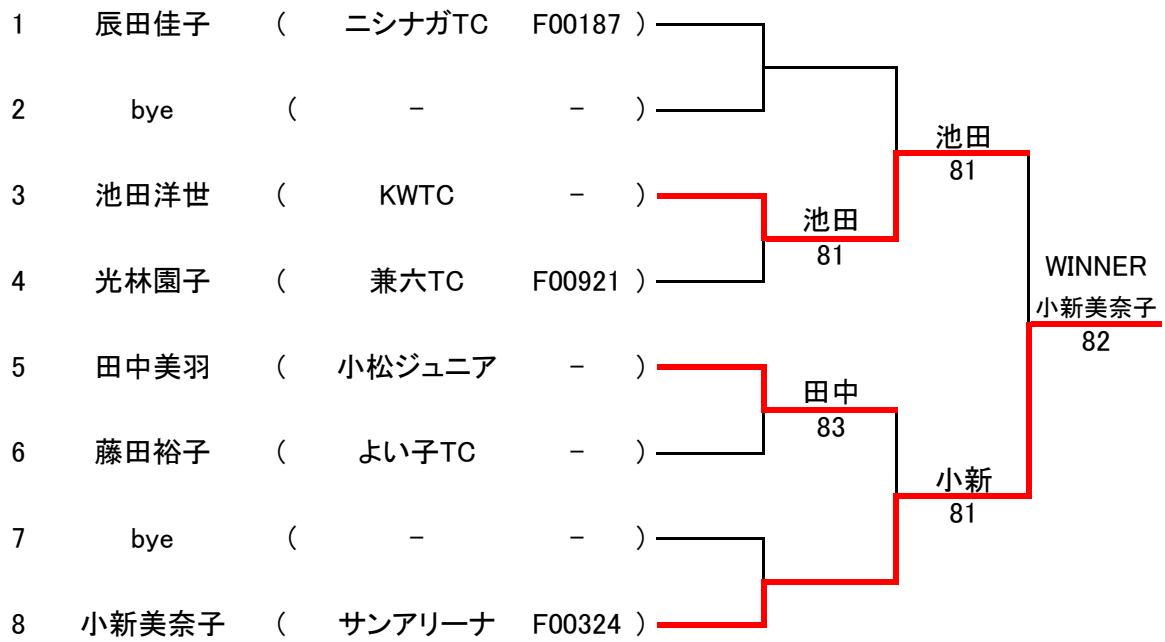 1 辰田佳子 ( ニシナガTC F00187 )
2 bye ( - - )
池田
81
3 池田洋世 ( KWTC - )
池田
81
4 光林園子 ( 兼六TC F00921 )
WINNER
小新美奈子
82
5 田中美羽 ( 小松ジュニア - )
田中
83
6 藤田裕子 ( よい子TC - )
小新
81
7 bye ( - - )
8 小新美奈子 ( サンアリーナ F00324 )